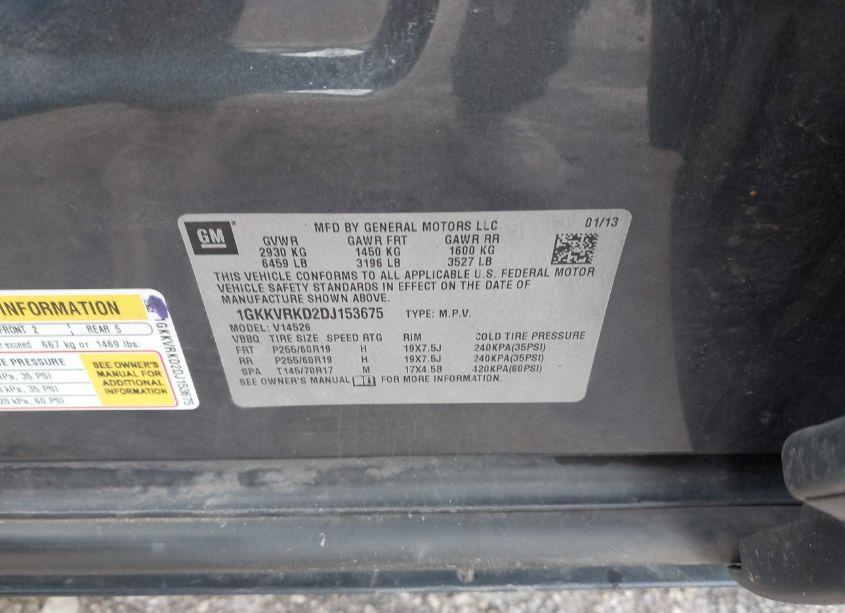 GM
MFD BY GENERAL MOTORS LLC
01/13
GVWR GAWR FRT GAWR RR
2930 KG 1450 KG 1600 KG
6459 LB 3196 LB 3527 LB
THIS VEHICLE CONFORMS TO ALL APPLICABLE U.S. FEDERAL MOTOR
VEHICLE SAFETY STANDARDS IN EFFECT ON THE DATE OF
MANUFACTURE SHOWN ABOVE.
1GKKVRKD2DJ153675 TYPE: M.P.V.
MODEL: V14526
VBBQ TIRE SIZE SPEED RTG RIM COLD TIRE PRESSURE
FRT P255/60R19 H 19X7.5J 240KPA(35PSI)
RR P255/60R19 H 19X7.5J 240KPA(35PSI)
SPA T145/70R17 M 17X4.5B 420KPA(60PSI)
SEE OWNER'S MANUAL FOR MORE INFORMATION.
INFORMATION
FRONT 2 REAR 5
exceed 667 kg or 1469 lbs.
PRESSURE
kPa, 35 PSI
kPa, 35 PSI
20 kPa, 60 PSI
SEE OWNER'S
MANUAL FOR
ADDITIONAL
INFORMATION
1GKKVRKD2DJ153675